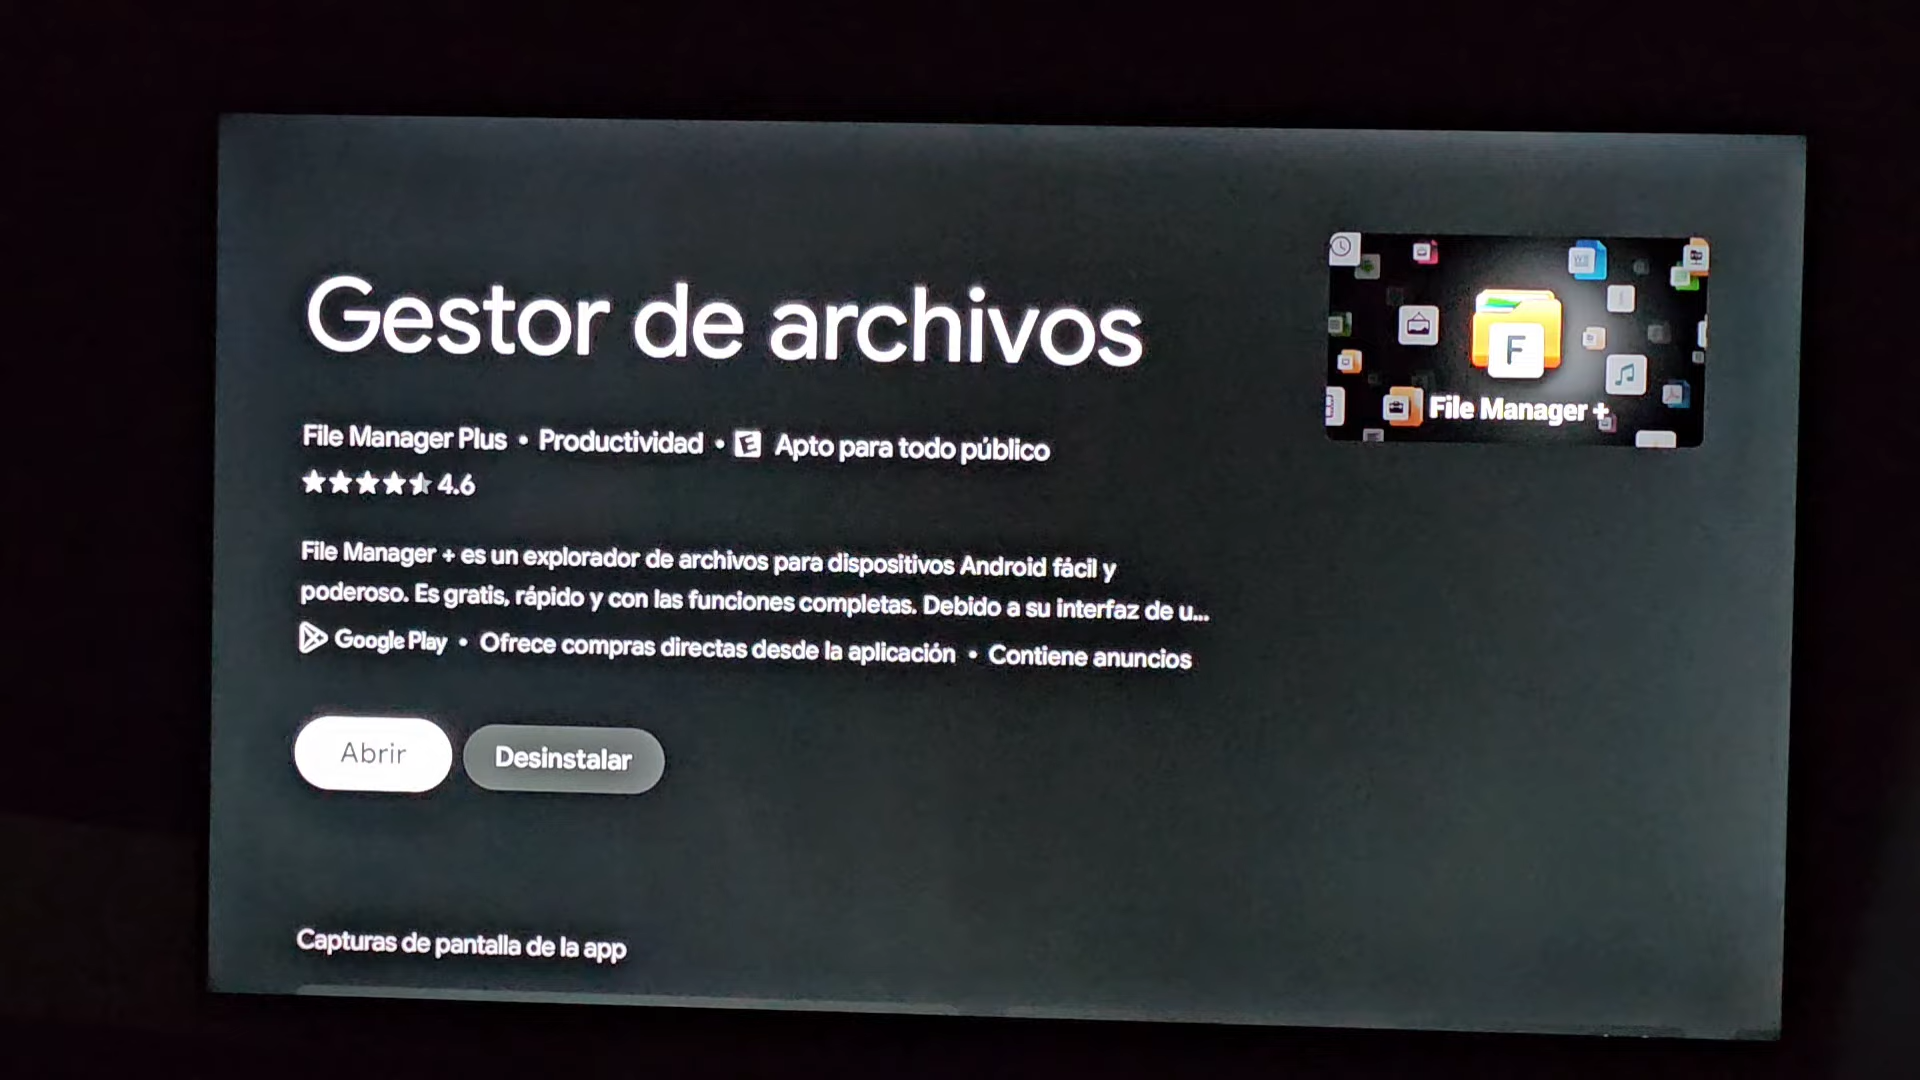 Gestor de archivos
File Manager +
File Manager Plus • Productividad • E Apto para todo público
4.6
File Manager + es un explorador de archivos para dispositivos Android fácil y
poderoso. Es gratis, rápido y con las funciones completas. Debido a su interfaz de u...
Google Play • Ofrece compras directas desde la aplicación • Contiene anuncios
Abrir
Desinstalar
Capturas de pantalla de la app